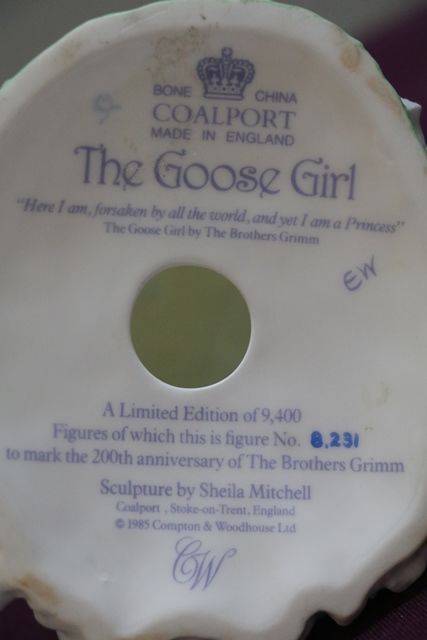 BONE CHINA
COALPORT
MADE IN ENGLAND
The Goose Girl
"Here I am, forsaken by all the world, and yet I am a Princess"
The Goose Girl by The Brothers Grimm
EW
A Limited Edition of 9,400
Figures of which this is figure No. 8,231
to mark the 200th anniversary of The Brothers Grimm
Sculpture by Sheila Mitchell
Coalport , Stoke-on-Trent, England
© 1985 Compton & Woodhouse Ltd
CW